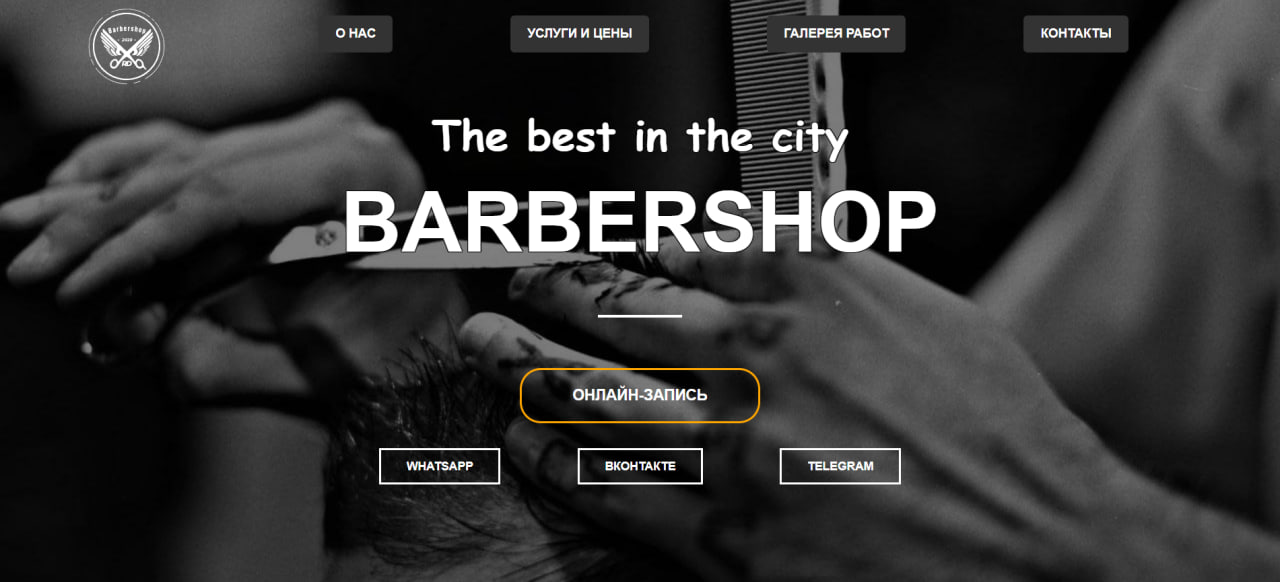 Barbershop
2020
RD
О НАС
УСЛУГИ И ЦЕНЫ
ГАЛЕРЕЯ РАБОТ
КОНТАКТЫ
The best in the city
BARBERSHOP
ОНЛАЙН-ЗАПИСЬ
WHATSAPP
ВКОНТАКТЕ
TELEGRAM